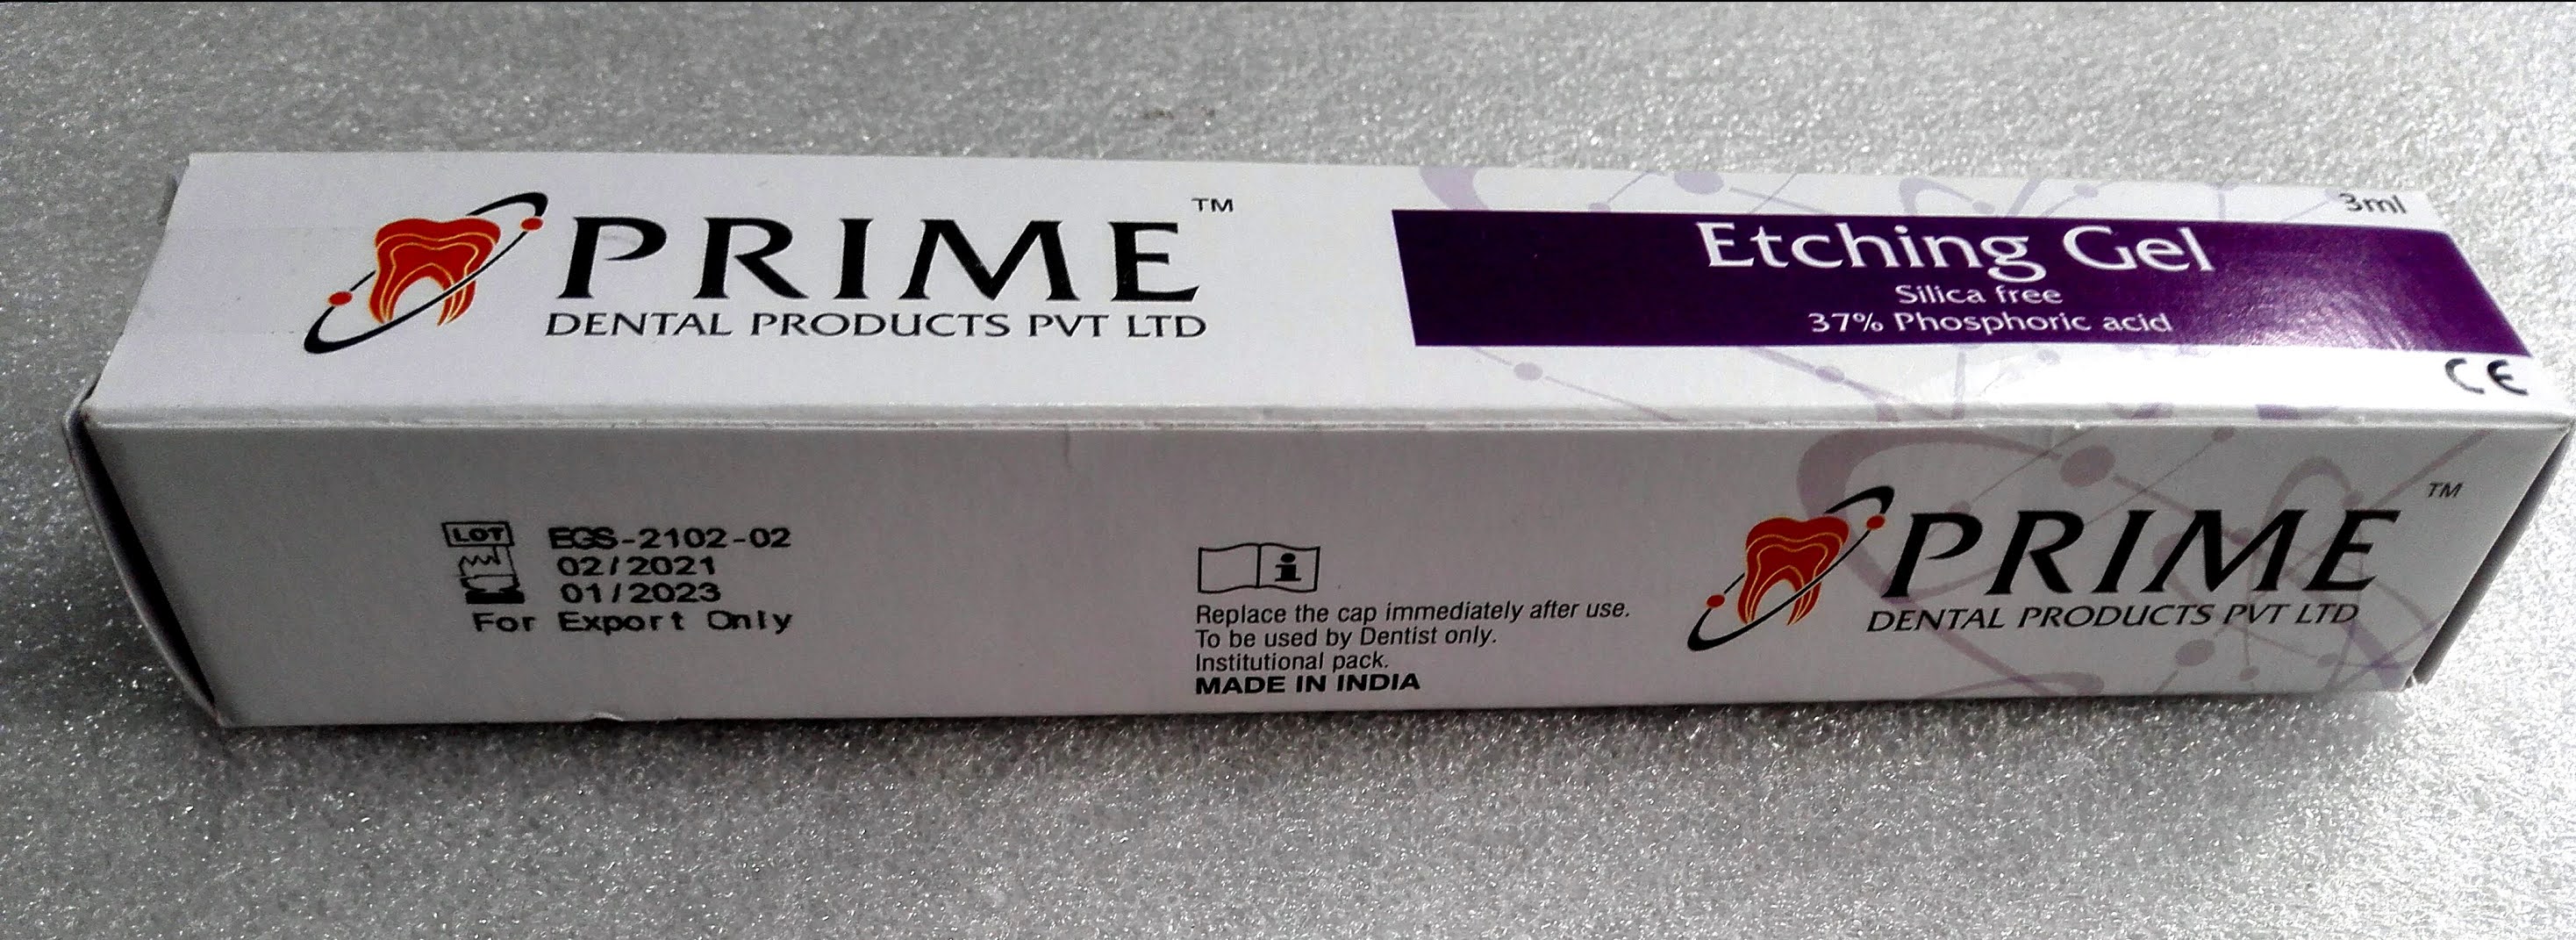 PRIME™
DENTAL PRODUCTS PVT LTD
3ml
Etching Gel
Silica free
37% Phosphoric acid
CE
LOT EGS-2102-02
02/2021
01/2023
For Export Only
i
Replace the cap immediately after use.
To be used by Dentist only.
Institutional pack.
MADE IN INDIA
PRIME™
DENTAL PRODUCTS PVT LTD